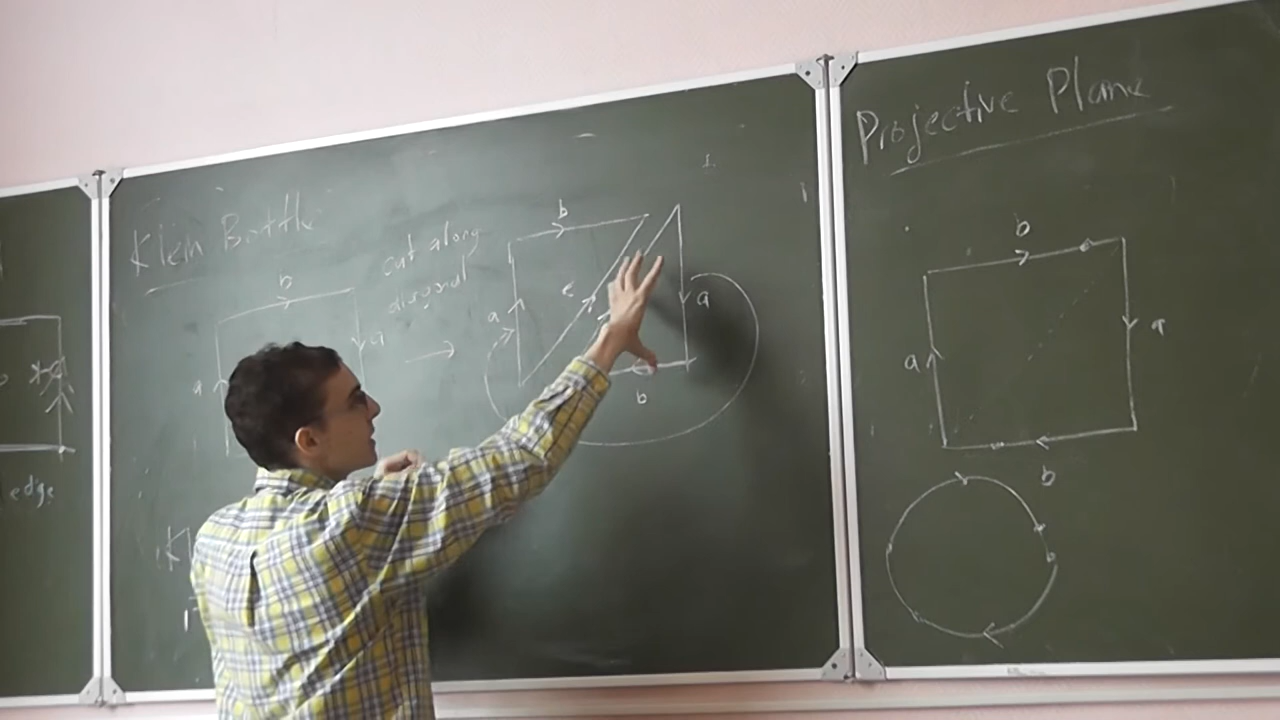 edge
Klein Bottle
b
a
a
cut along
diagonal
b
a
c
a
b
Projective Plane
b
a
a
b